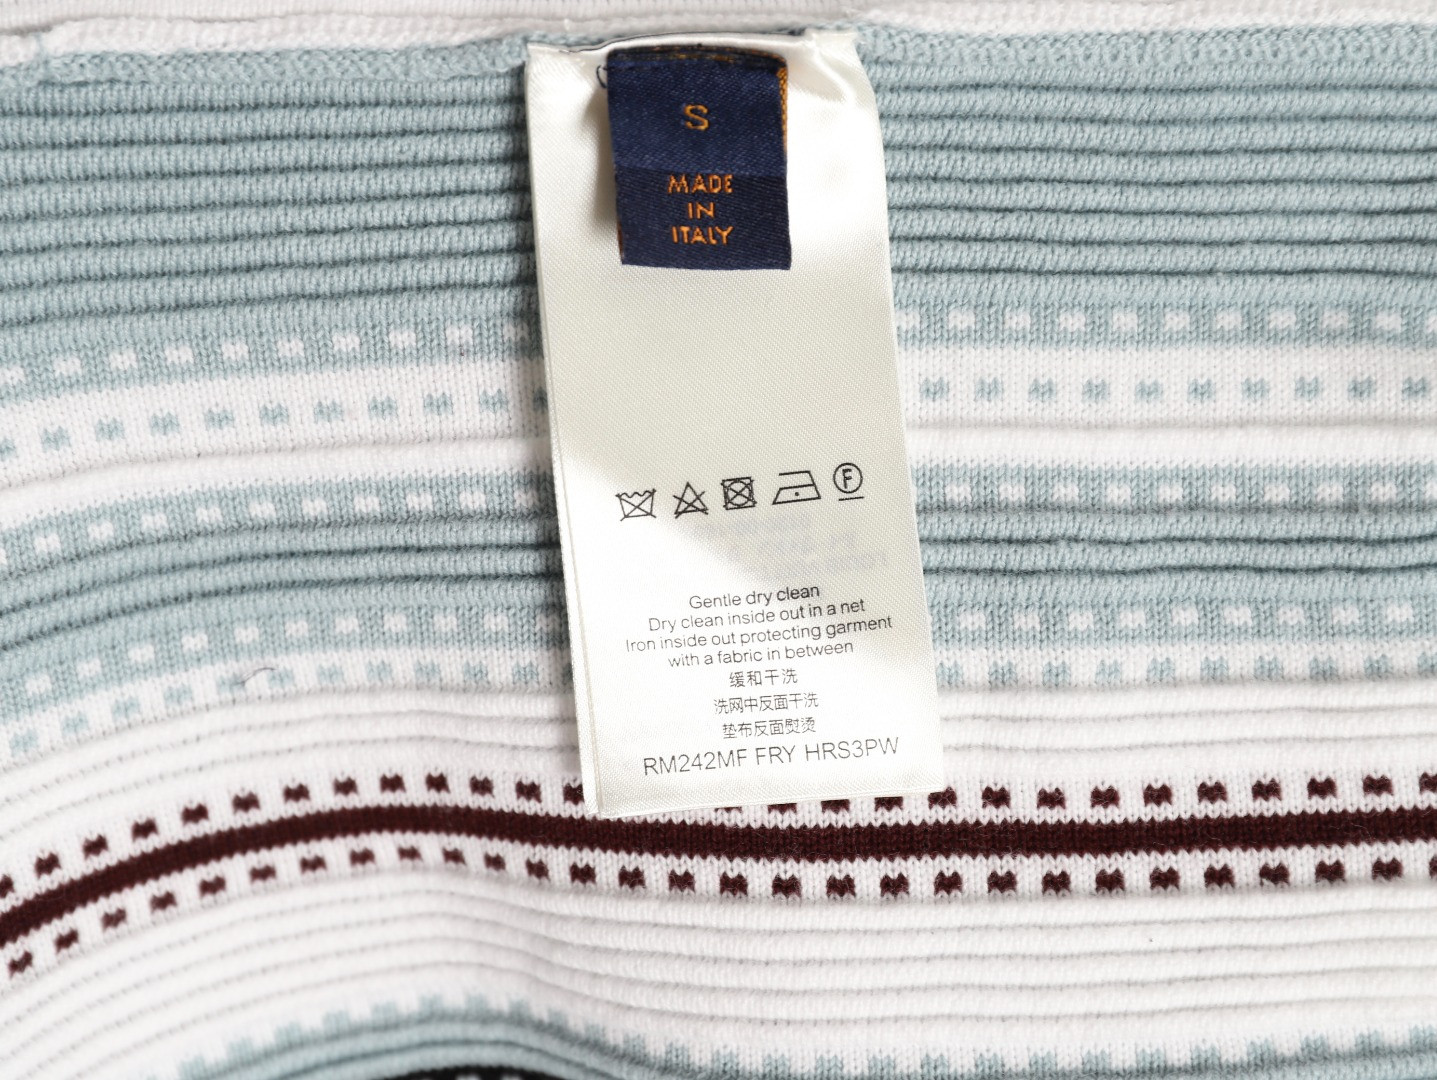 S
MADE
IN
ITALY
F
Gentle dry clean
Dry clean inside out in a net
Iron inside out protecting garment
with a fabric in between
缓和干洗
洗网中反面干洗
垫布反面熨烫
RM242MF FRY HRS3PW